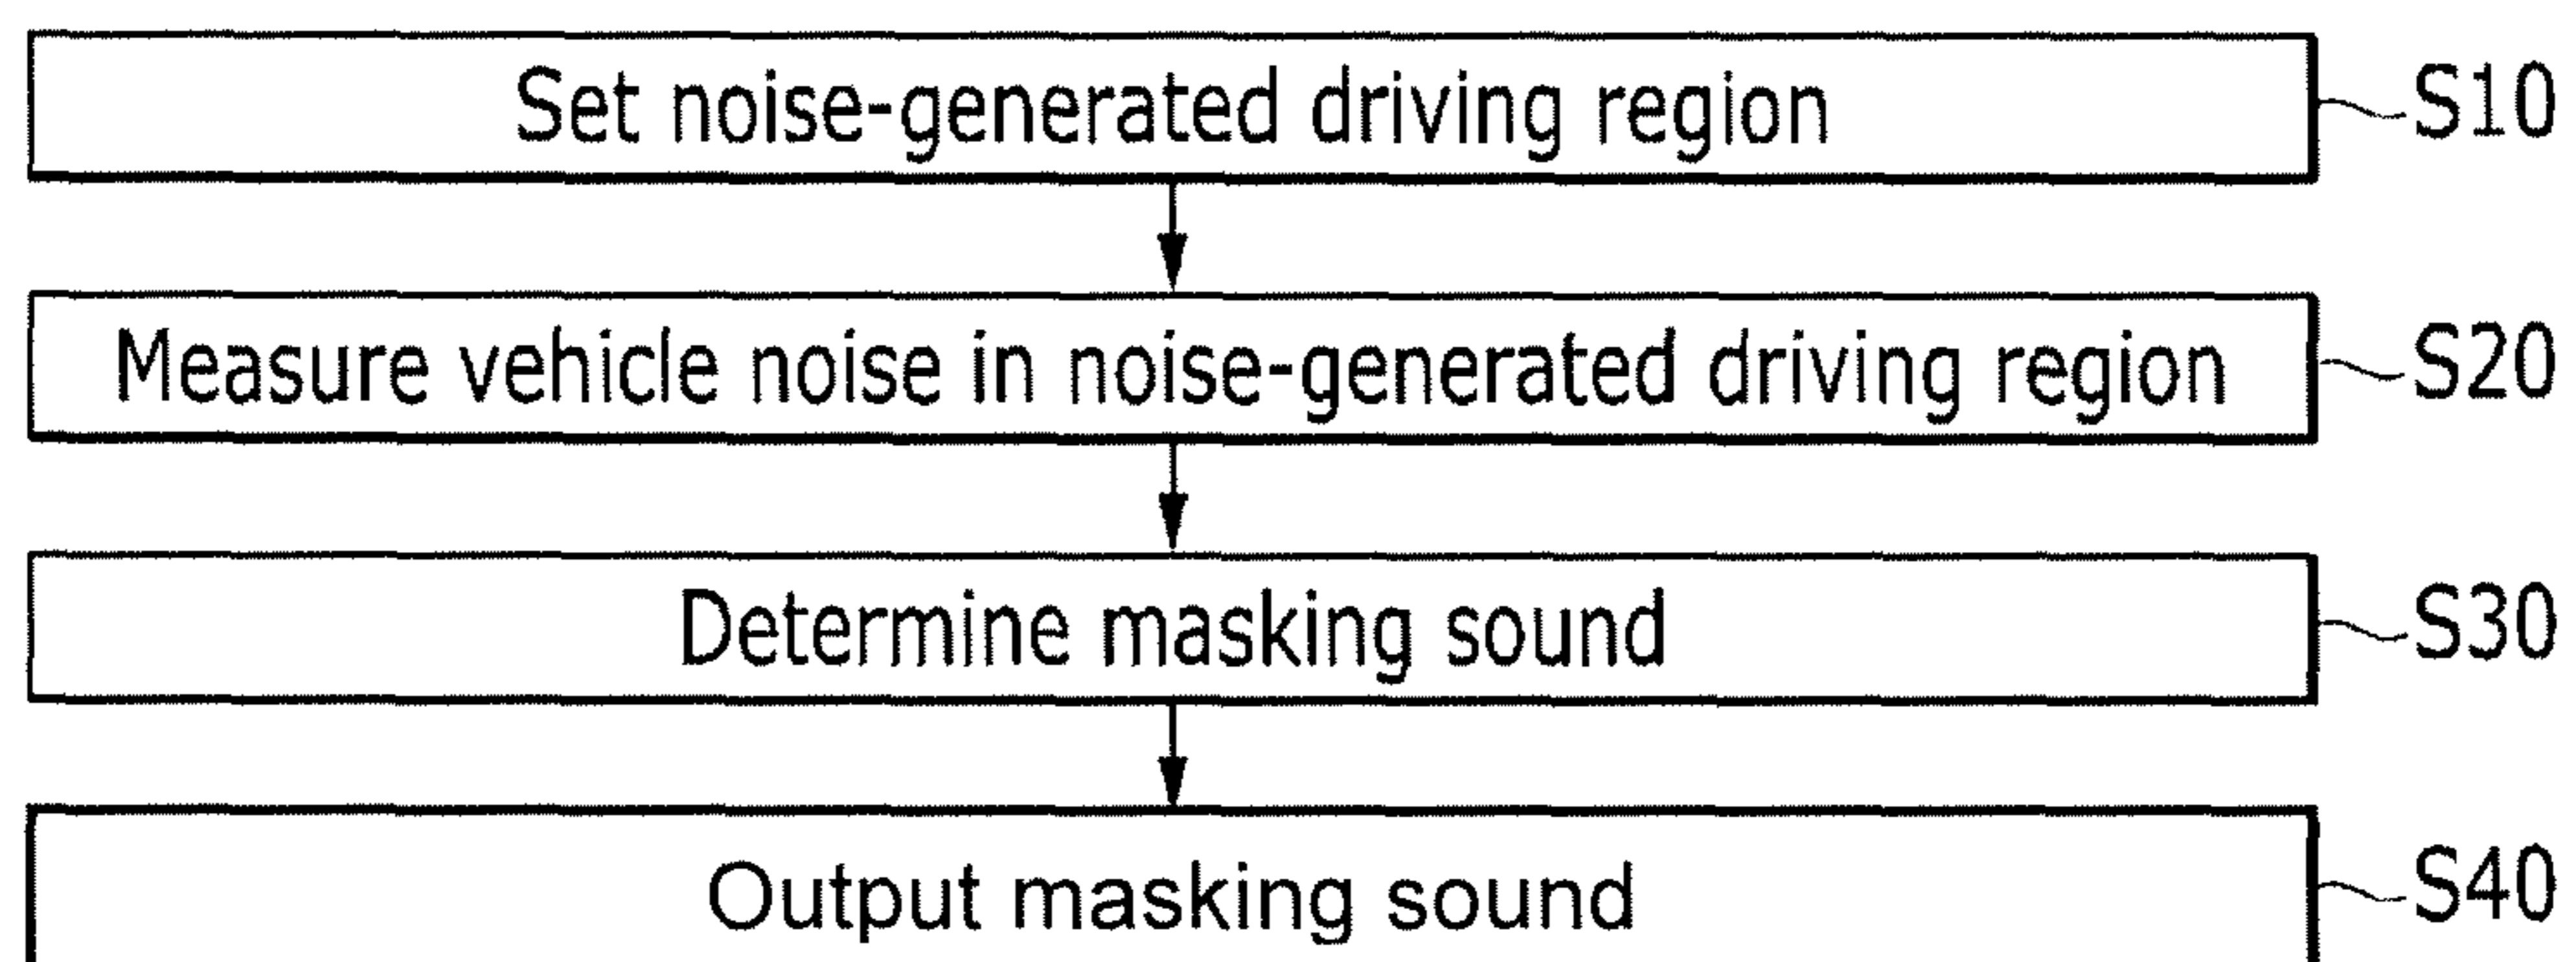 Set noise-generated driving region S10
Measure vehicle noise in noise-generated driving region S20
Determine masking sound S30
Output masking sound S40